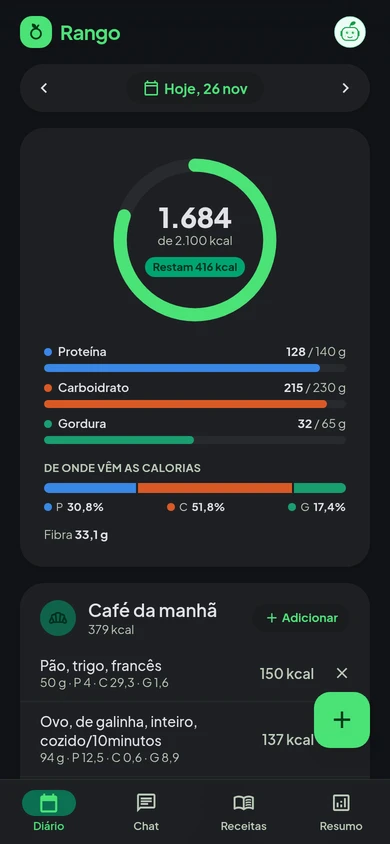 Rango
Hoje, 26 nov
1.684
de 2.100 kcal
Restam 416 kcal
Proteína 128 / 140 g
Carboidrato 215 / 230 g
Gordura 32 / 65 g
DE ONDE VÊM AS CALORIAS
P 30,8% C 51,8% G 17,4%
Fibra 33,1 g
Café da manhã
379 kcal
+ Adicionar
Pão, trigo, francês
50 g · P 4 · C 29,3 · G 1,6
150 kcal
Ovo, de galinha, inteiro,
cozido/10minutos
94 g · P 12,5 · C 0,6 · G 8,9
137 kcal
Diário Chat Receitas Resumo